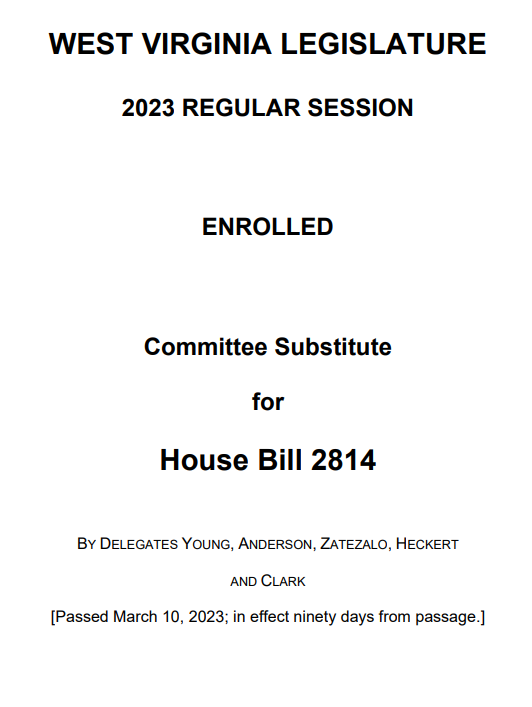 WEST VIRGINIA LEGISLATURE
2023 REGULAR SESSION
ENROLLED
Committee Substitute
for
House Bill 2814
BY DELEGATES YOUNG, ANDERSON, ZATEZALO, HECKERT
AND CLARK
[Passed March 10, 2023; in effect ninety days from passage.]